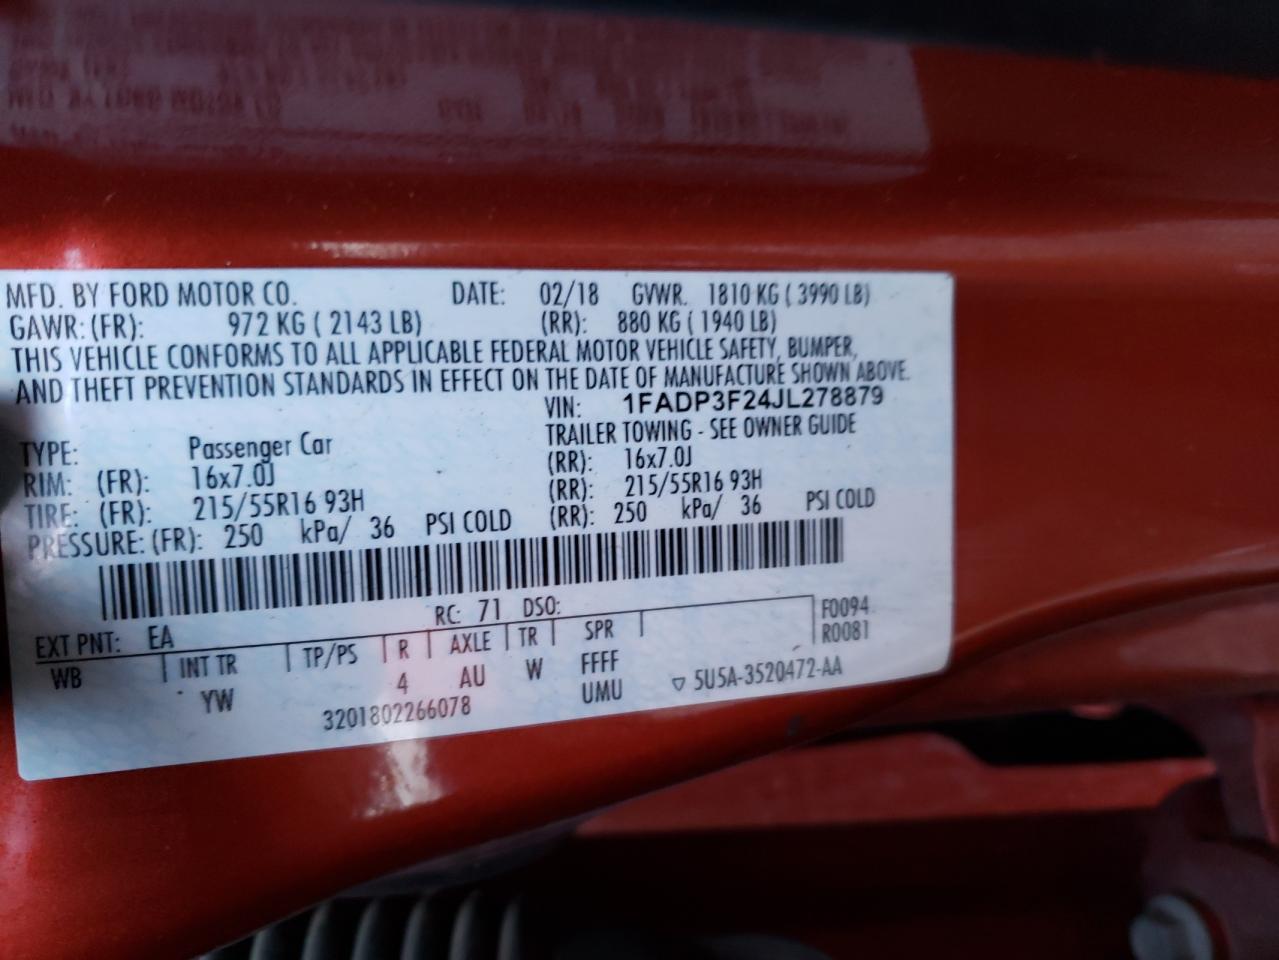 MFD. BY FORD MOTOR CO. DATE: 02/18 GVWR. 1810 KG ( 3990 LB)
GAWR: (FR): 972 KG ( 2143 LB) (RR): 880 KG ( 1940 LB)
THIS VEHICLE CONFORMS TO ALL APPLICABLE FEDERAL MOTOR VEHICLE SAFETY, BUMPER,
AND THEFT PREVENTION STANDARDS IN EFFECT ON THE DATE OF MANUFACTURE SHOWN ABOVE.
VIN: 1FADP3F24JL278879
TYPE: Passenger Car TRAILER TOWING - SEE OWNER GUIDE
RIM: (FR): 16x7.0J (RR): 16x7.0J
TIRE: (FR): 215/55R16 93H (RR): 215/55R16 93H
PRESSURE: (FR): 250 kPa/ 36 PSI COLD (RR): 250 kPa/ 36 PSI COLD
EXT PNT: EA RC: 71 DSO: F0094
WB INT TR TP/PS R AXLE TR SPR R0081
YW 4 AU W FFFF
3201802266078 UMU ▽ 5U5A-3520472-AA